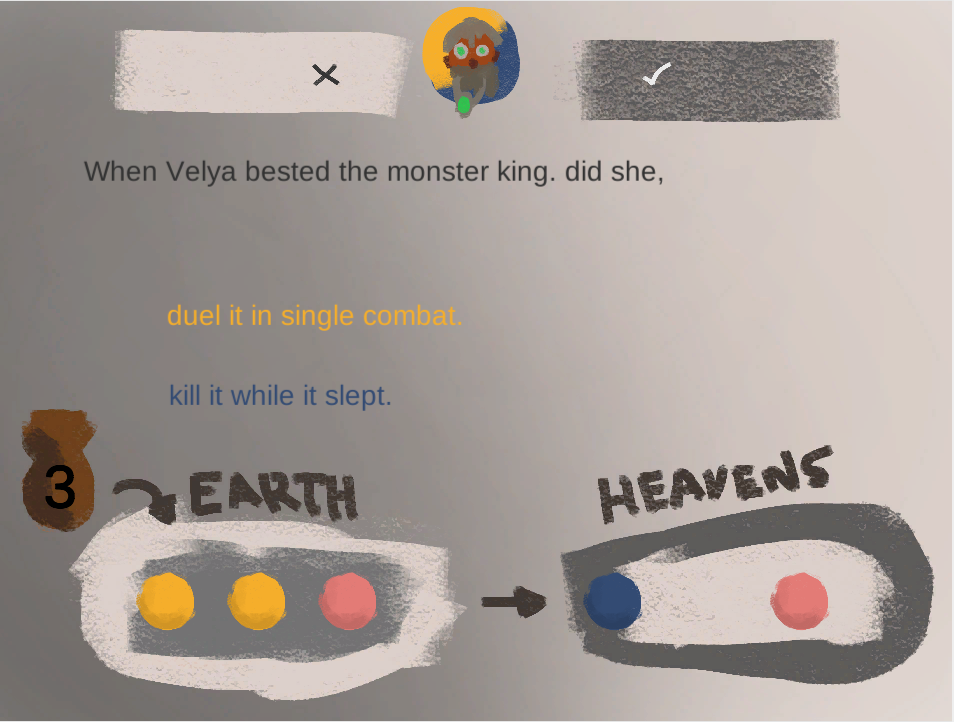 When Velya bested the monster king. did she,
duel it in single combat.
kill it while it slept.
3
EARTH
HEAVENS